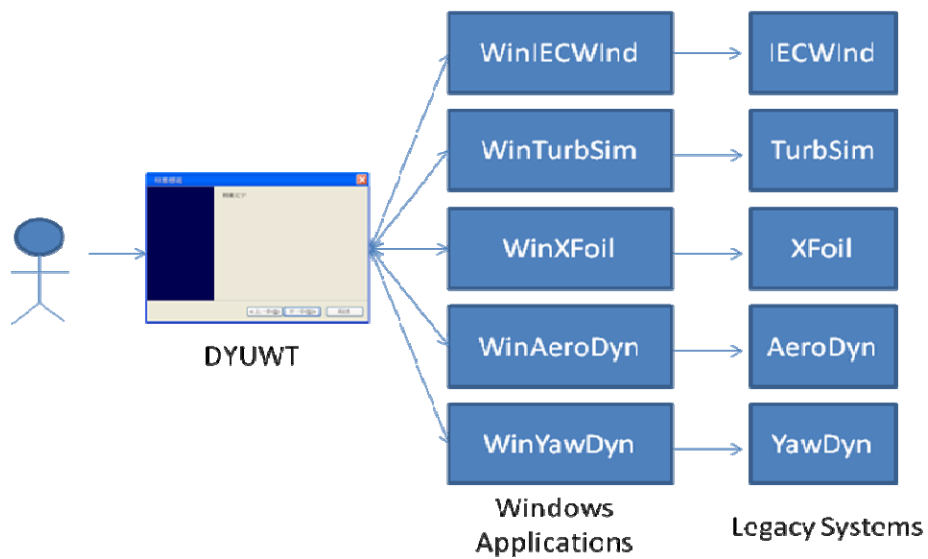 WinIECWInd
IECWInd
WinTurbSim
TurbSim
WinXFoil
XFoil
WinAeroDyn
AeroDyn
WinYawDyn
YawDyn
DYUWT
Windows
Applications
Legacy Systems